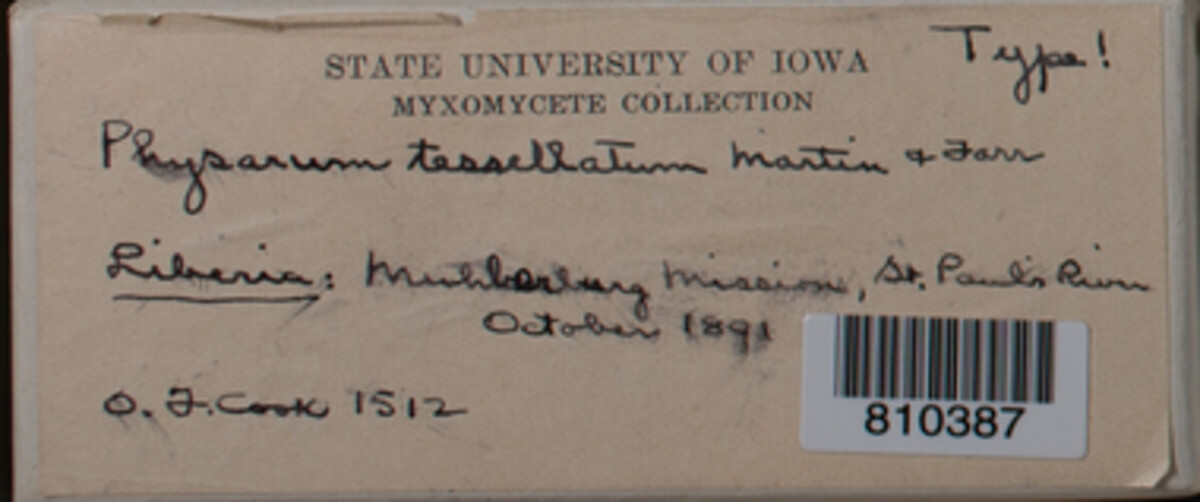 Type!
STATE UNIVERSITY OF IOWA
MYXOMYCETE COLLECTION
Physarum tessellatum Martin & Farr
Liberia: Muhlenburg Mission, St. Paul's River
October 1891
O. F. Cook 1512
810387